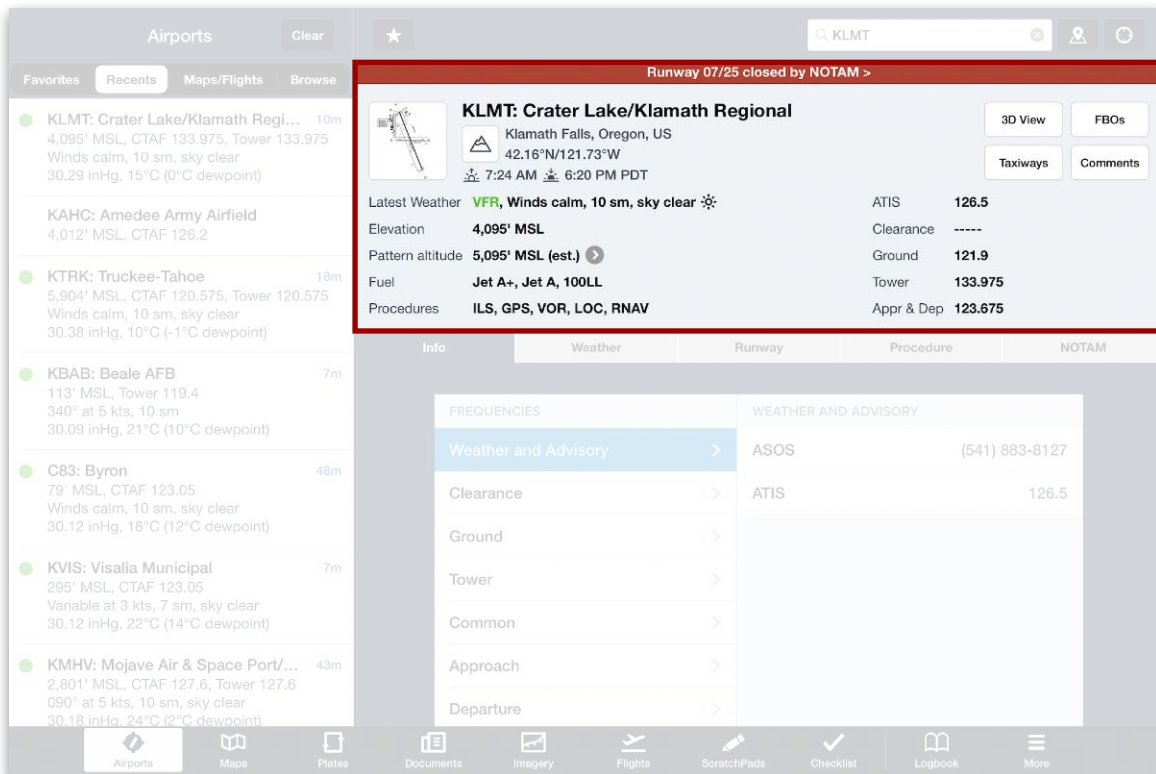 Airports
Clear
KLMT
Favorites Recents Maps/Flights Browse
KLMT: Crater Lake/Klamath Regi... 10m
4,095' MSL, CTAF 133.975, Tower 133.975
Winds calm, 10 sm, sky clear
30.29 inHg, 15°C (0°C dewpoint)
KAHC: Amedee Army Airfield
4,012' MSL, CTAF 126.2
KTRK: Truckee-Tahoe 18m
5,904' MSL, CTAF 120.575, Tower 120.575
Winds calm, 10 sm, sky clear
30.38 inHg, 10°C (-1°C dewpoint)
KBAB: Beale AFB 7m
113' MSL, Tower 119.4
340° at 5 kts, 10 sm
30.09 inHg, 21°C (10°C dewpoint)
C83: Byron 48m
79' MSL, CTAF 123.05
Winds calm, 10 sm, sky clear
30.12 inHg, 18°C (12°C dewpoint)
KVIS: Visalia Municipal 7m
295' MSL, CTAF 123.05
Variable at 3 kts, 7 sm, sky clear
30.12 inHg, 22°C (14°C dewpoint)
KMHV: Mojave Air & Space Port/... 43m
2,801' MSL, CTAF 127.6, Tower 127.6
090° at 5 kts, 10 sm, sky clear
30.18 inHg, 24°C (2°C dewpoint)
Runway 07/25 closed by NOTAM >
KLMT: Crater Lake/Klamath Regional
Klamath Falls, Oregon, US
42.16°N/121.73°W
7:24 AM 6:20 PM PDT
3D View FBOs
Taxiways Comments
Latest Weather VFR, Winds calm, 10 sm, sky clear
Elevation 4,095' MSL
Pattern altitude 5,095' MSL (est.)
Fuel Jet A+, Jet A, 100LL
Procedures ILS, GPS, VOR, LOC, RNAV
ATIS 126.5
Clearance -----
Ground 121.9
Tower 133.975
Appr & Dep 123.675
Info Weather Runway Procedure NOTAM
FREQUENCIES
Weather and Advisory
Clearance
Ground
Tower
Common
Approach
Departure
WEATHER AND ADVISORY
ASOS (541) 883-8127
ATIS 126.5
Airports Maps Plates Documents Imagery Flights ScratchPads Checklist Logbook More